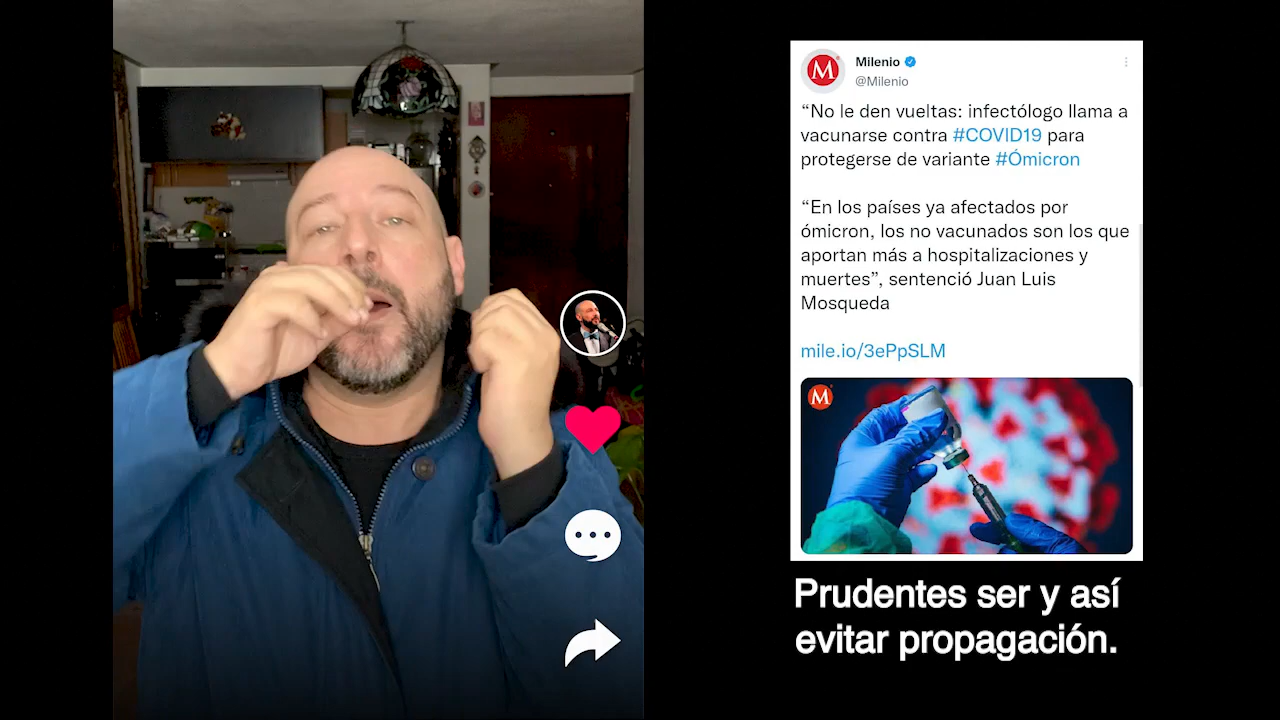 Milenio
@Milenio
“No le den vueltas: infectólogo llama a
vacunarse contra #COVID19 para
protegerse de variante #Ómicron
“En los países ya afectados por
ómicron, los no vacunados son los que
aportan más a hospitalizaciones y
muertes”, sentenció Juan Luis
Mosqueda
mile.io/3ePpSLM
M
M
Prudentes ser y así
evitar propagación.